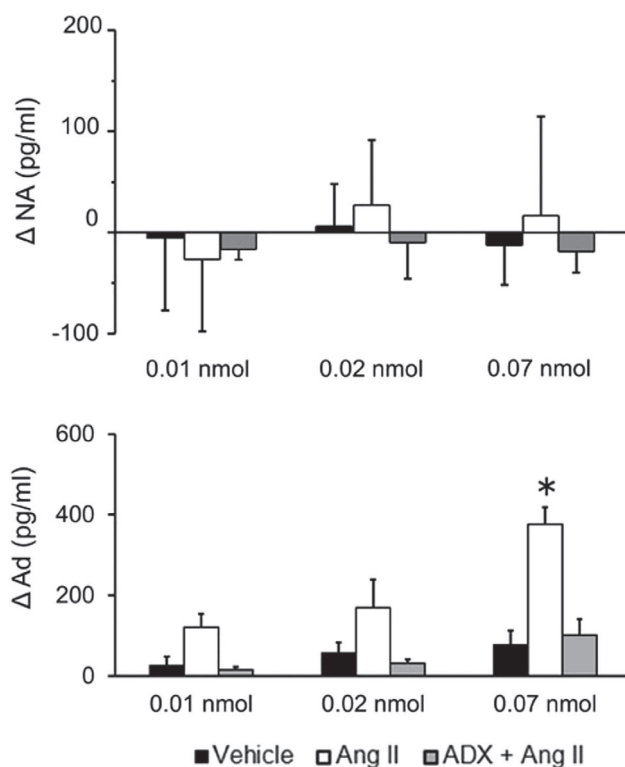 200
100
0
-100
Δ NA (pg/ml)
0.01 nmol 0.02 nmol 0.07 nmol
600
400
200
0
Δ Ad (pg/ml)
*
0.01 nmol 0.02 nmol 0.07 nmol
Vehicle Ang II ADX + Ang II